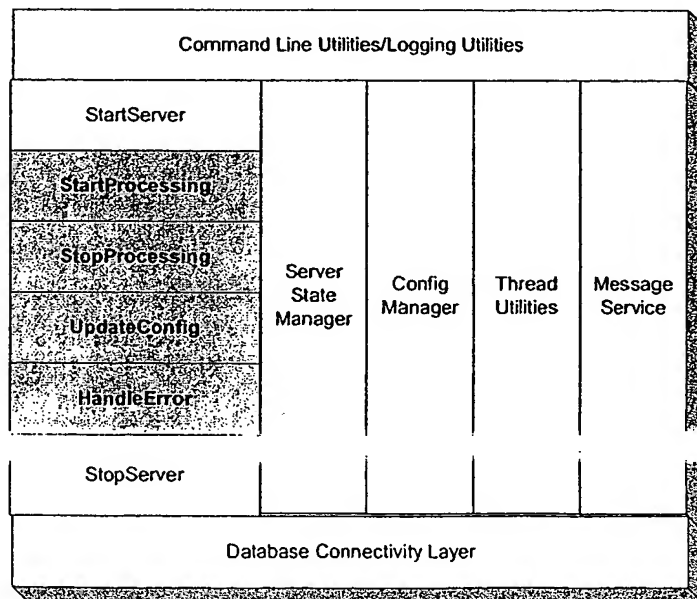 Command Line Utilities/Logging Utilities
StartServer
StartProcessing
StopProcessing
UpdateConfig
HandleError
StopServer
Server
State
Manager
Config
Manager
Thread
Utilities
Message
Service
Database Connectivity Layer